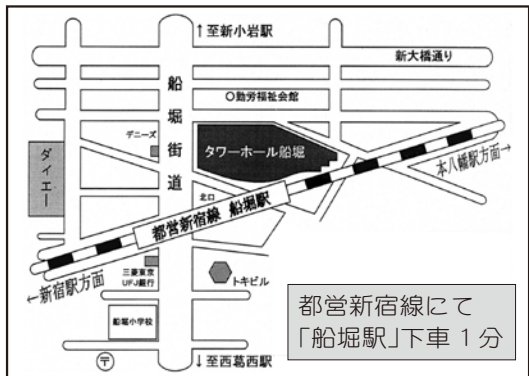 ↑至新小岩駅
新大橋通り
船堀街道
○勤労福祉会館
デニーズ
タワーホール船堀
ダイエー
本八幡駅方面→
北口
都営新宿線 船堀駅
←新宿駅方面
三菱東京
UFJ銀行
トキビル
船堀小学校
〒
↓至西葛西駅
都営新宿線にて
「船堀駅」下車1分